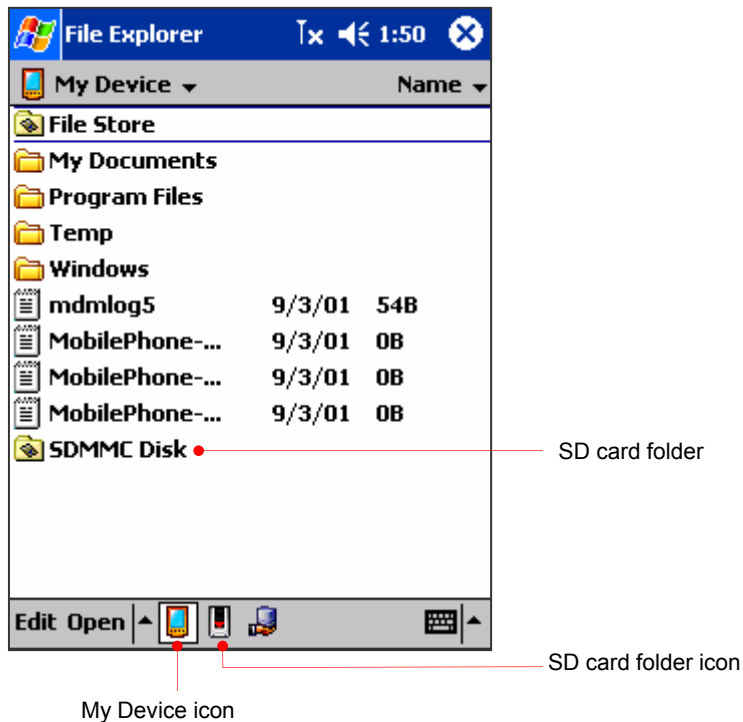 File Explorer 1:50
My Device Name
File Store
My Documents
Program Files
Temp
Windows
mdmlog5 9/3/01 54B
MobilePhone-... 9/3/01 0B
MobilePhone-... 9/3/01 0B
MobilePhone-... 9/3/01 0B
SDMMC Disk
SD card folder
Edit Open
SD card folder icon
My Device icon